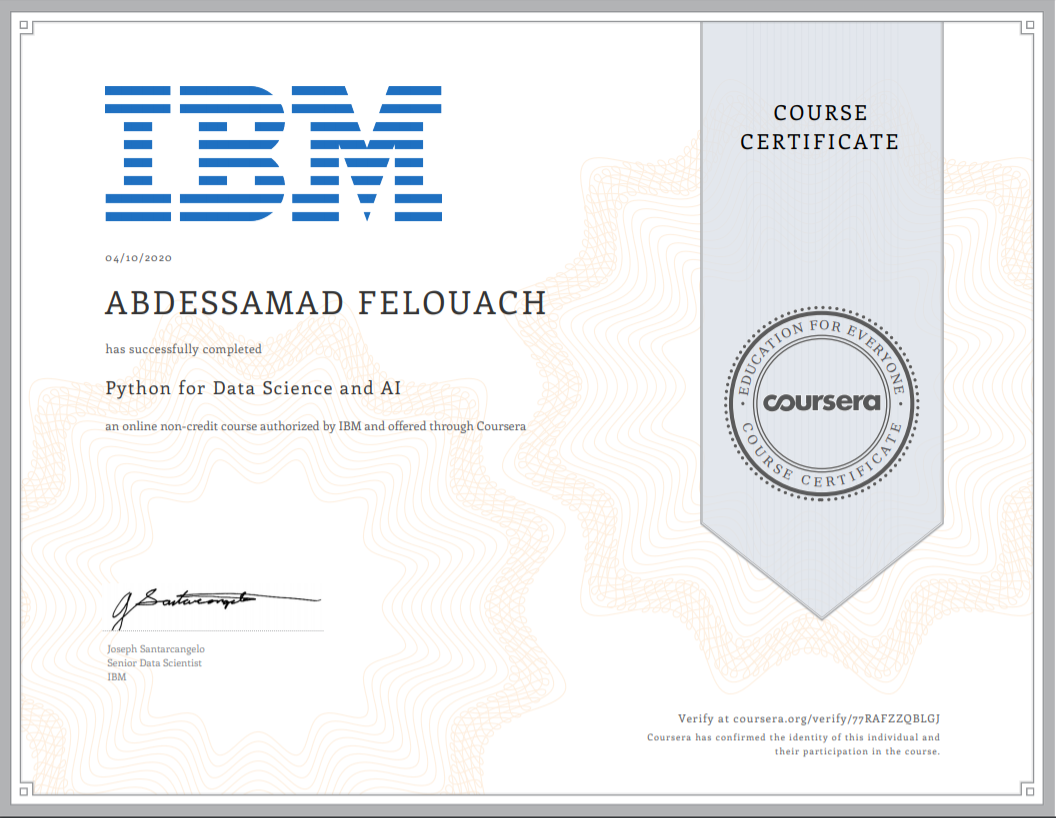 IBM
04/10/2020
ABDESSAMAD FELOUACH
has successfully completed
Python for Data Science and AI
an online non-credit course authorized by IBM and offered through Coursera
Joseph Santarcangelo
Senior Data Scientist
IBM
COURSE
CERTIFICATE
EDUCATION FOR EVERYONE
coursera
COURSE CERTIFICATE
Verify at coursera.org/verify/77RAFZZQBLGJ
Coursera has confirmed the identity of this individual and
their participation in the course.